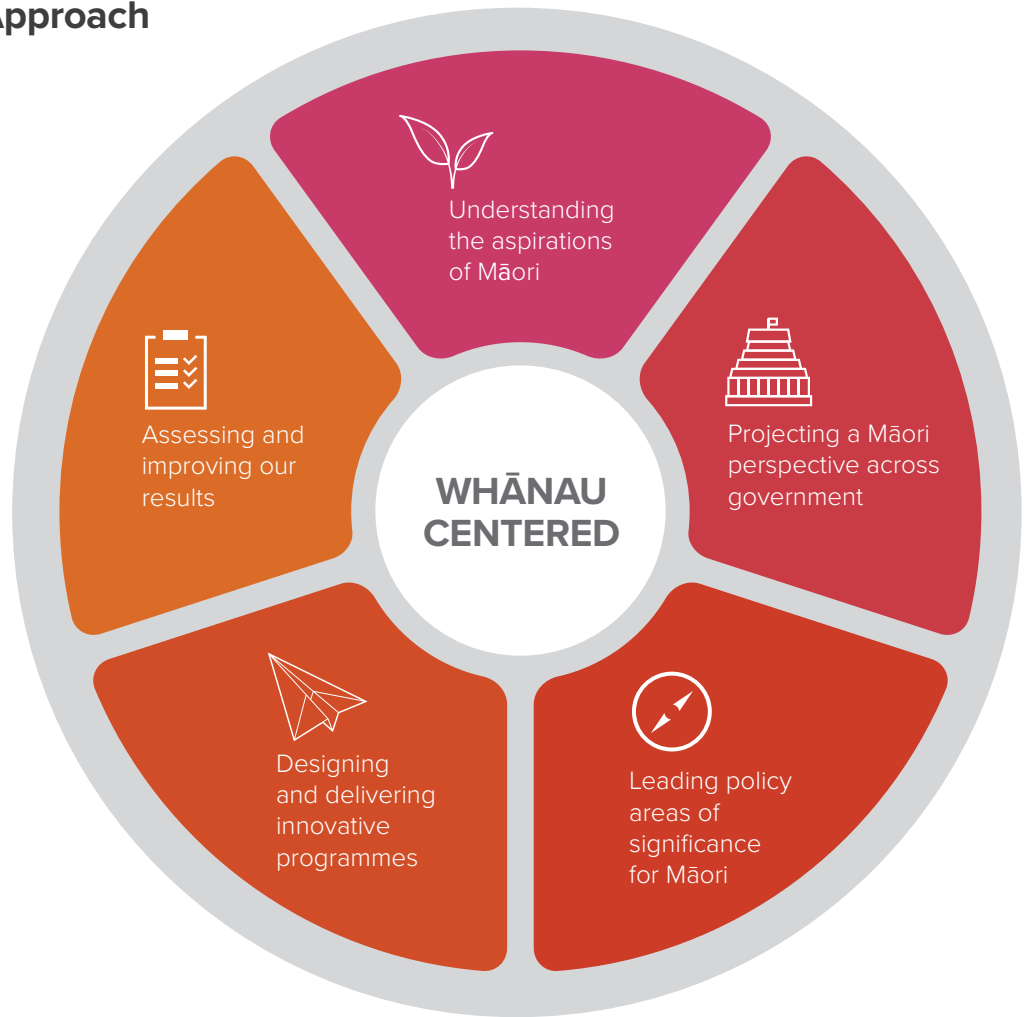 Approach
Understanding
the aspirations
of Māori
Projecting a Māori
perspective across
government
Leading policy
areas of
significance
for Māori
Designing
and delivering
innovative
programmes
Assessing and
improving our
results
WHĀNAU
CENTERED